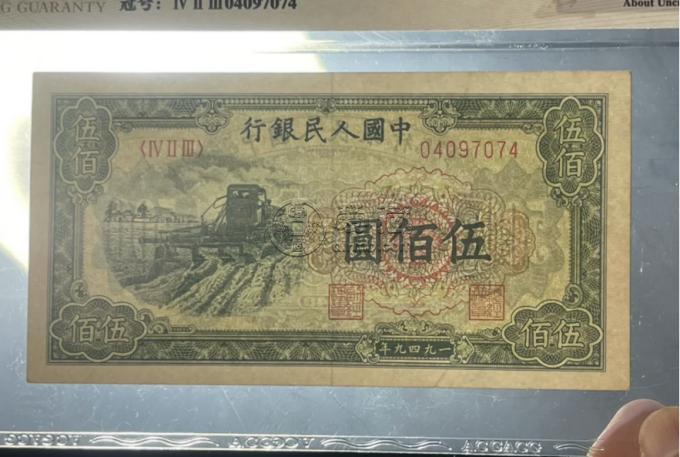 G GUARANTY 冠号: IV II III 04097074
About Unc
中國人民銀行
伍佰
伍佰
〈IV II III〉
04097074
伍佰圓
伍佰
伍佰
一九四九年